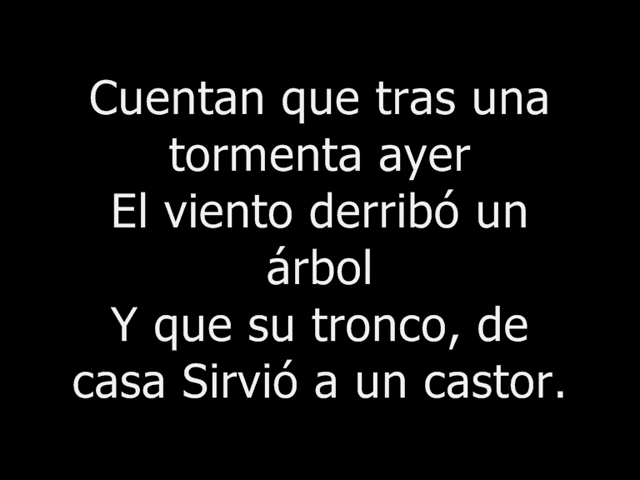 Cuentan que tras una
tormenta ayer
El viento derribó un
árbol
Y que su tronco, de
casa Sirvió a un castor.